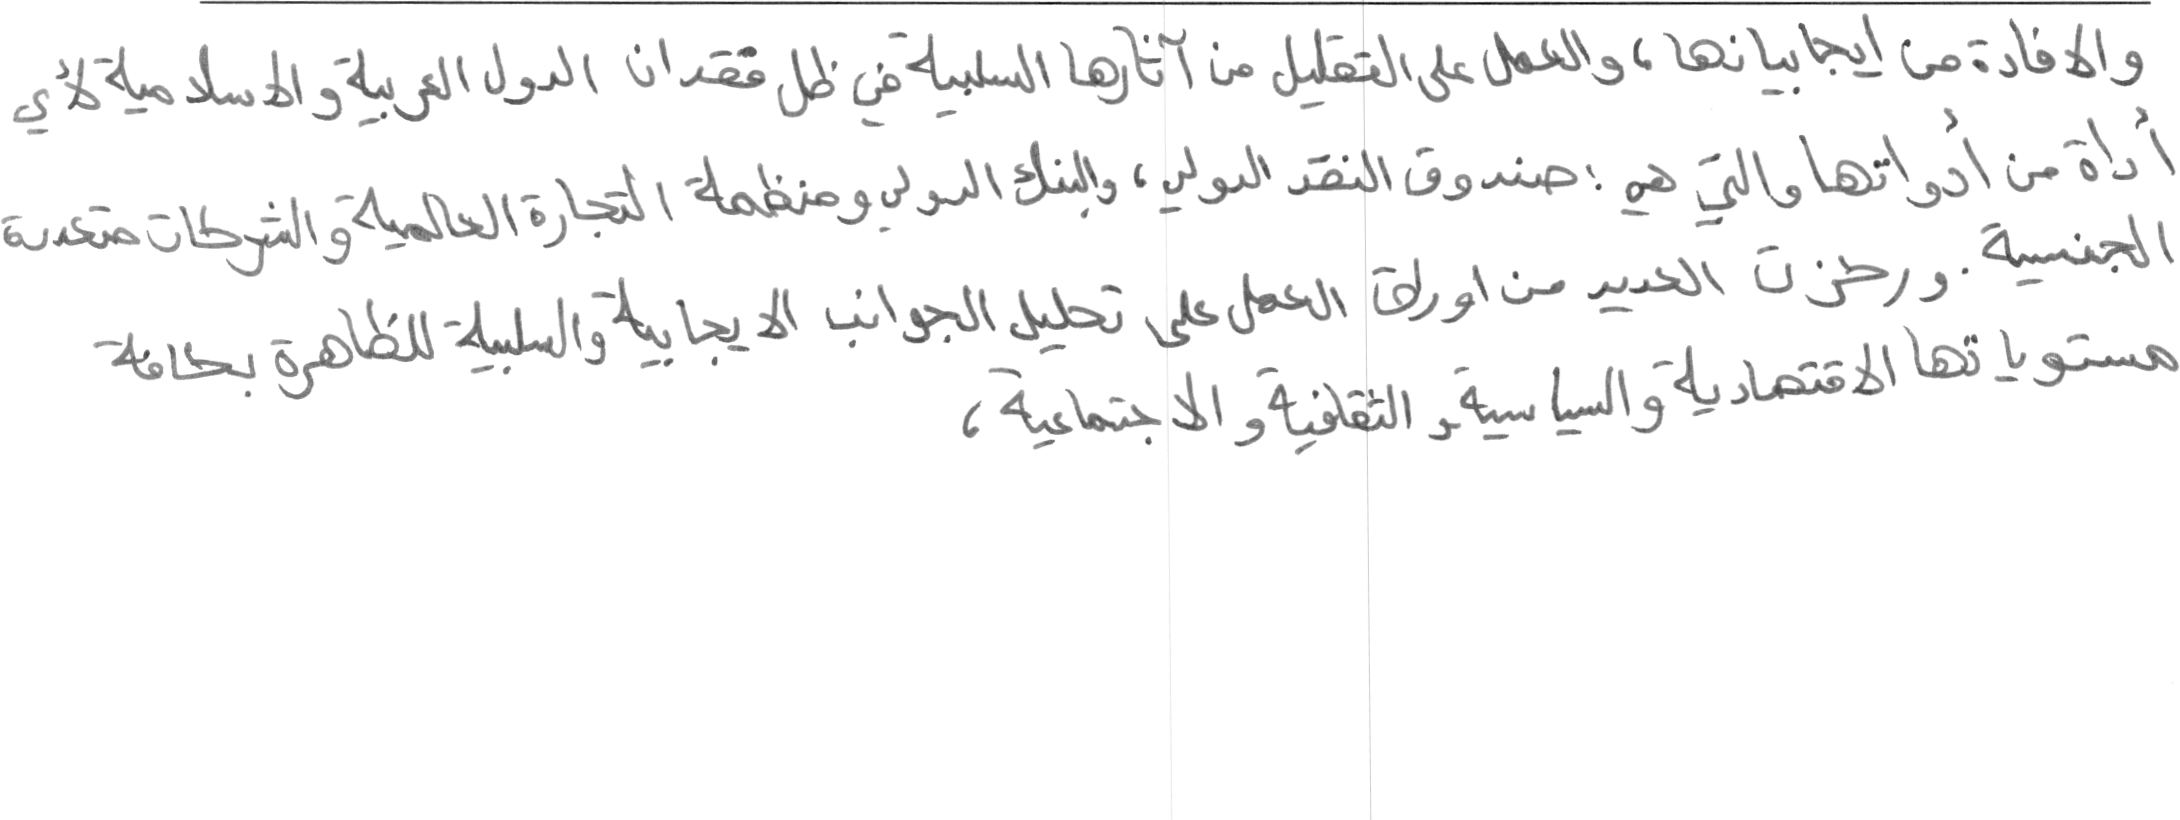 والافادة من إيجابياتها، والعمل على التقليل من آثارها السلبية في ظل فقدان الدول العربية والاسلامية لأي
أداة من أدواتها والتي هي: صندوق النقد الدولي، والبنك الدولي ومنظمة التجارة العالمية والشركات متعددة
الجنسية. وركزت العديد من اوراق العمل على تحليل الجوانب الايجابية والسلبية للظاهرة بكافة
مستوياتها الاقتصادية والسياسية والثقافية والاجتماعية،